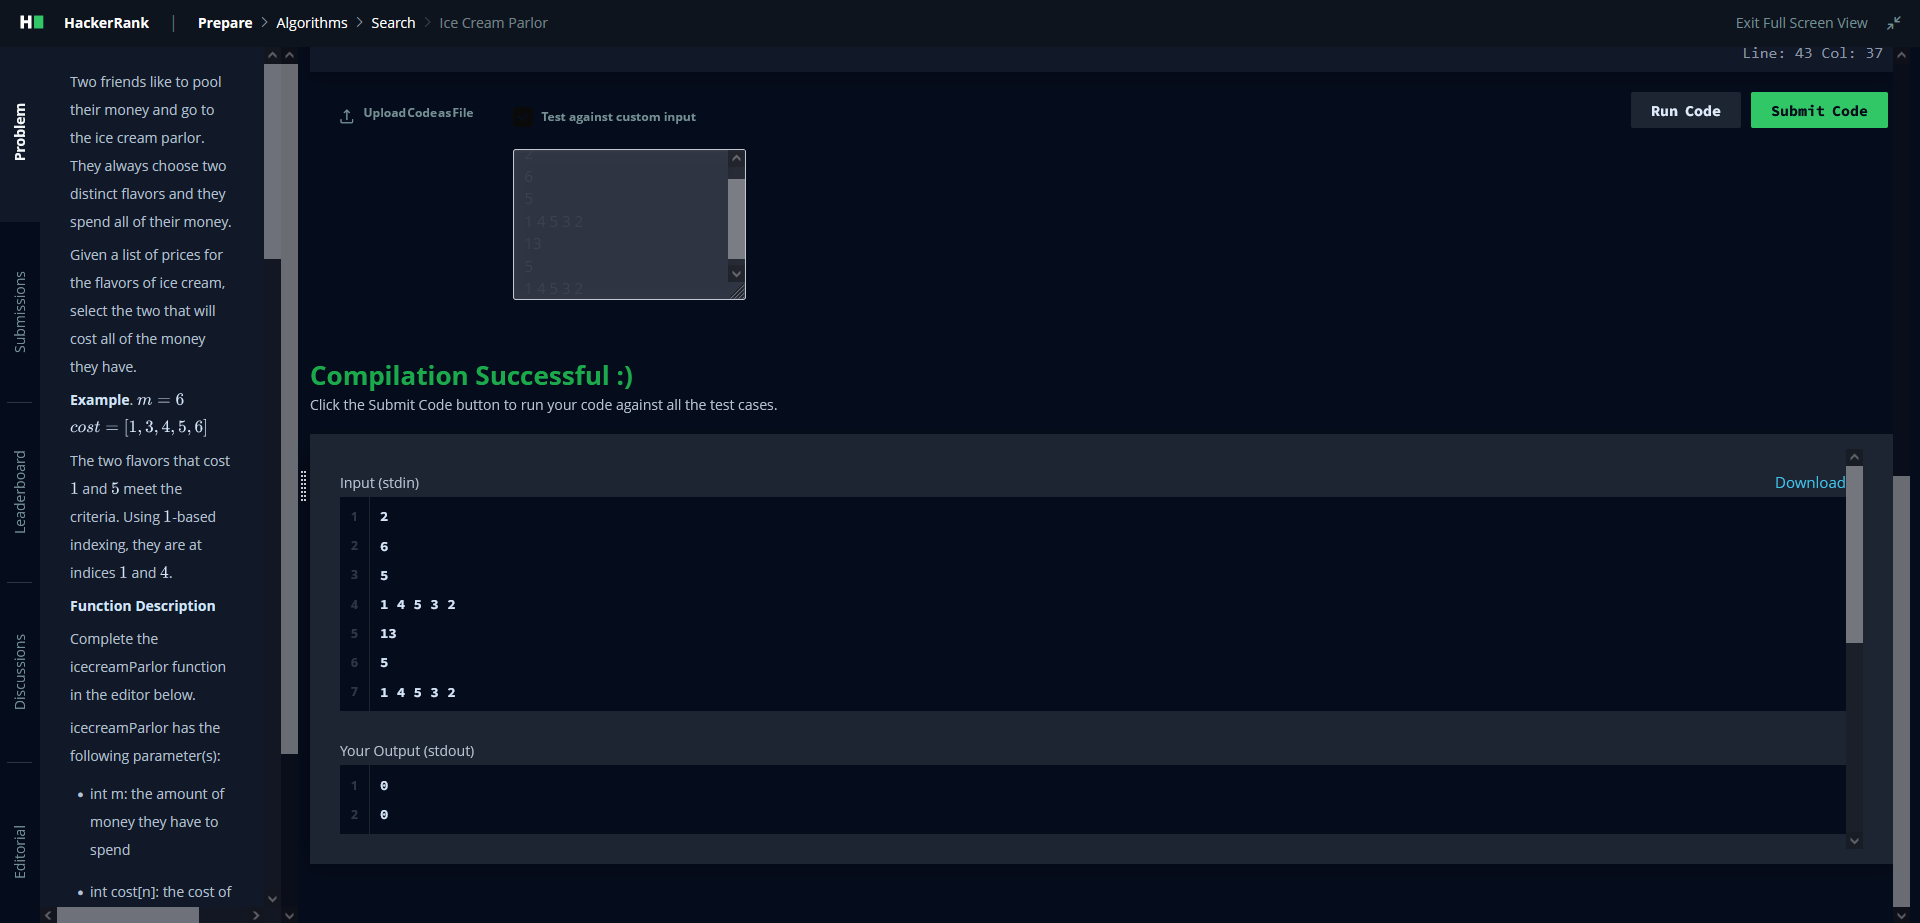 HackerRank | Prepare > Algorithms > Search > Ice Cream Parlor
Exit Full Screen View
Problem
Submissions
Leaderboard
Discussions
Editorial
Two friends like to pool
their money and go to
the ice cream parlor.
They always choose two
distinct flavors and they
spend all of their money.
Given a list of prices for
the flavors of ice cream,
select the two that will
cost all of the money
they have.
Example. m = 6
cost = [1, 3, 4, 5, 6]
The two flavors that cost
1 and 5 meet the
criteria. Using 1-based
indexing, they are at
indices 1 and 4.
Function Description
Complete the
icecreamParlor function
in the editor below.
icecreamParlor has the
following parameter(s):
• int m: the amount of
money they have to
spend
• int cost[n]: the cost of
Line: 43 Col: 37
Upload Code as File
Test against custom input
Run Code
Submit Code
2
6
5
1 4 5 3 2
13
5
1 4 5 3 2
Compilation Successful :)
Click the Submit Code button to run your code against all the test cases.
Input (stdin)
Download
1 2
2 6
3 5
4 1 4 5 3 2
5 13
6 5
7 1 4 5 3 2
Your Output (stdout)
1 0
2 0